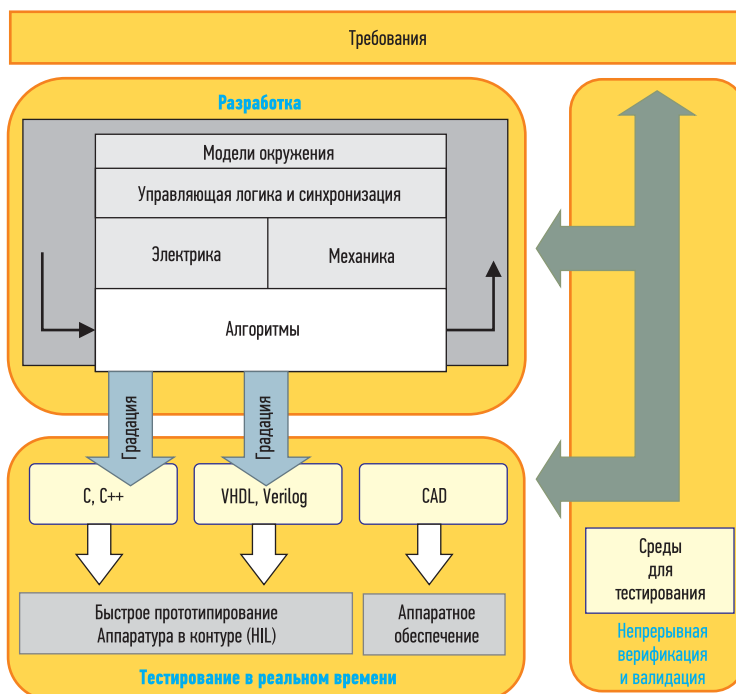 Требования
Разработка
Модели окружения
Управляющая логика и синхронизация
Электрика
Механика
Алгоритмы
Градация
Градация
C, C++
VHDL, Verilog
CAD
Быстрое прототипирование
Аппаратура в контуре (HIL)
Аппаратное
обеспечение
Тестирование в реальном времени
Среды
для
тестирования
Непрерывная
верификация
и валидация